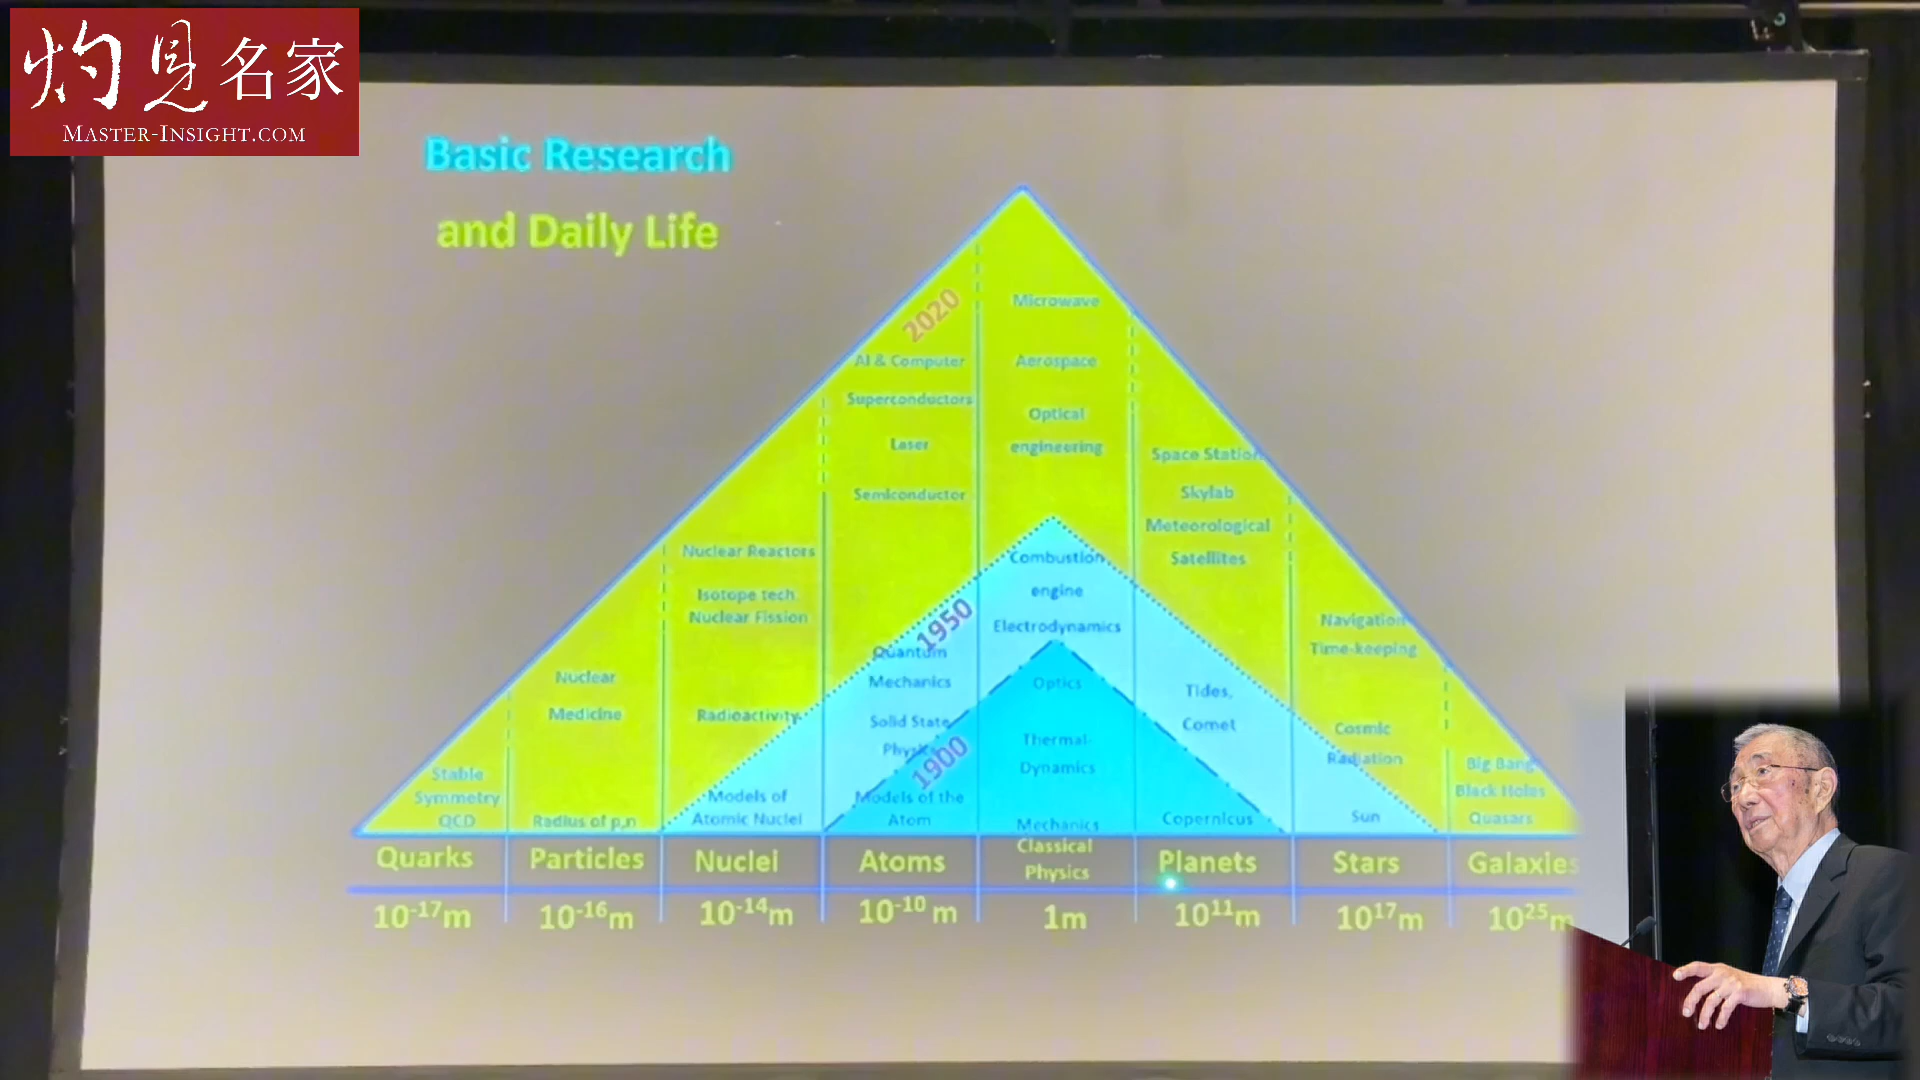 灼見名家
MASTER-INSIGHT.COM
Basic Research
and Daily Life
2020
Microwave
AI & Computer
Aerospace
Superconductors
Optical
engineering
Laser
Semiconductor
Space Station
Skylab
Meteorological
Satellites
Nuclear Reactors
Isotope tech.
Nuclear Fission
Combustion
engine
Electrodynamics
1950
Navigation
Time-keeping
Quantum
Mechanics
Nuclear
Medicine
Optics
Radioactivity
Solid State
Physics
Tides,
Comet
1900
Thermal-
Dynamics
Cosmic
Radiation
Stable
Symmetry
QCD
Radius of p,n
Models of
Atomic Nuclei
Models of the
Atom
Mechanics
Copernicus
Sun
Big Bang
Black Holes
Quasars
Quarks
Particles
Nuclei
Atoms
Classical
Physics
Planets
Stars
Galaxies
10⁻¹⁷m
10⁻¹⁶m
10⁻¹⁴m
10⁻¹⁰ m
1m
10¹¹m
10¹⁷m
10²⁵m